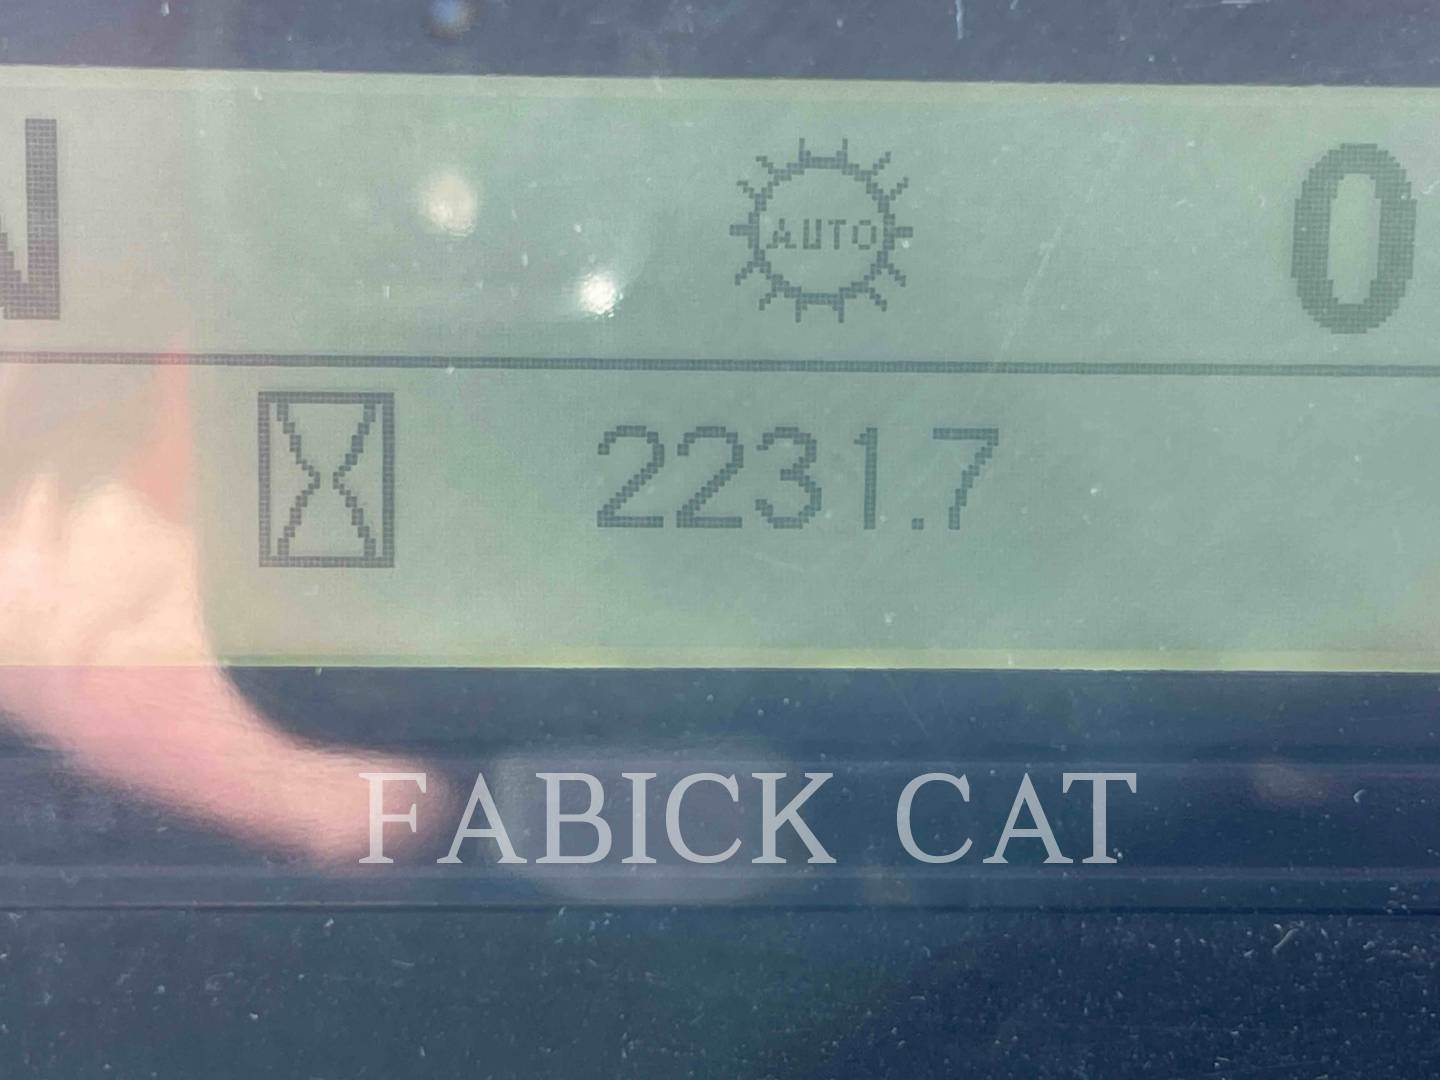 N AUTO 0
2231.7
FABICK CAT